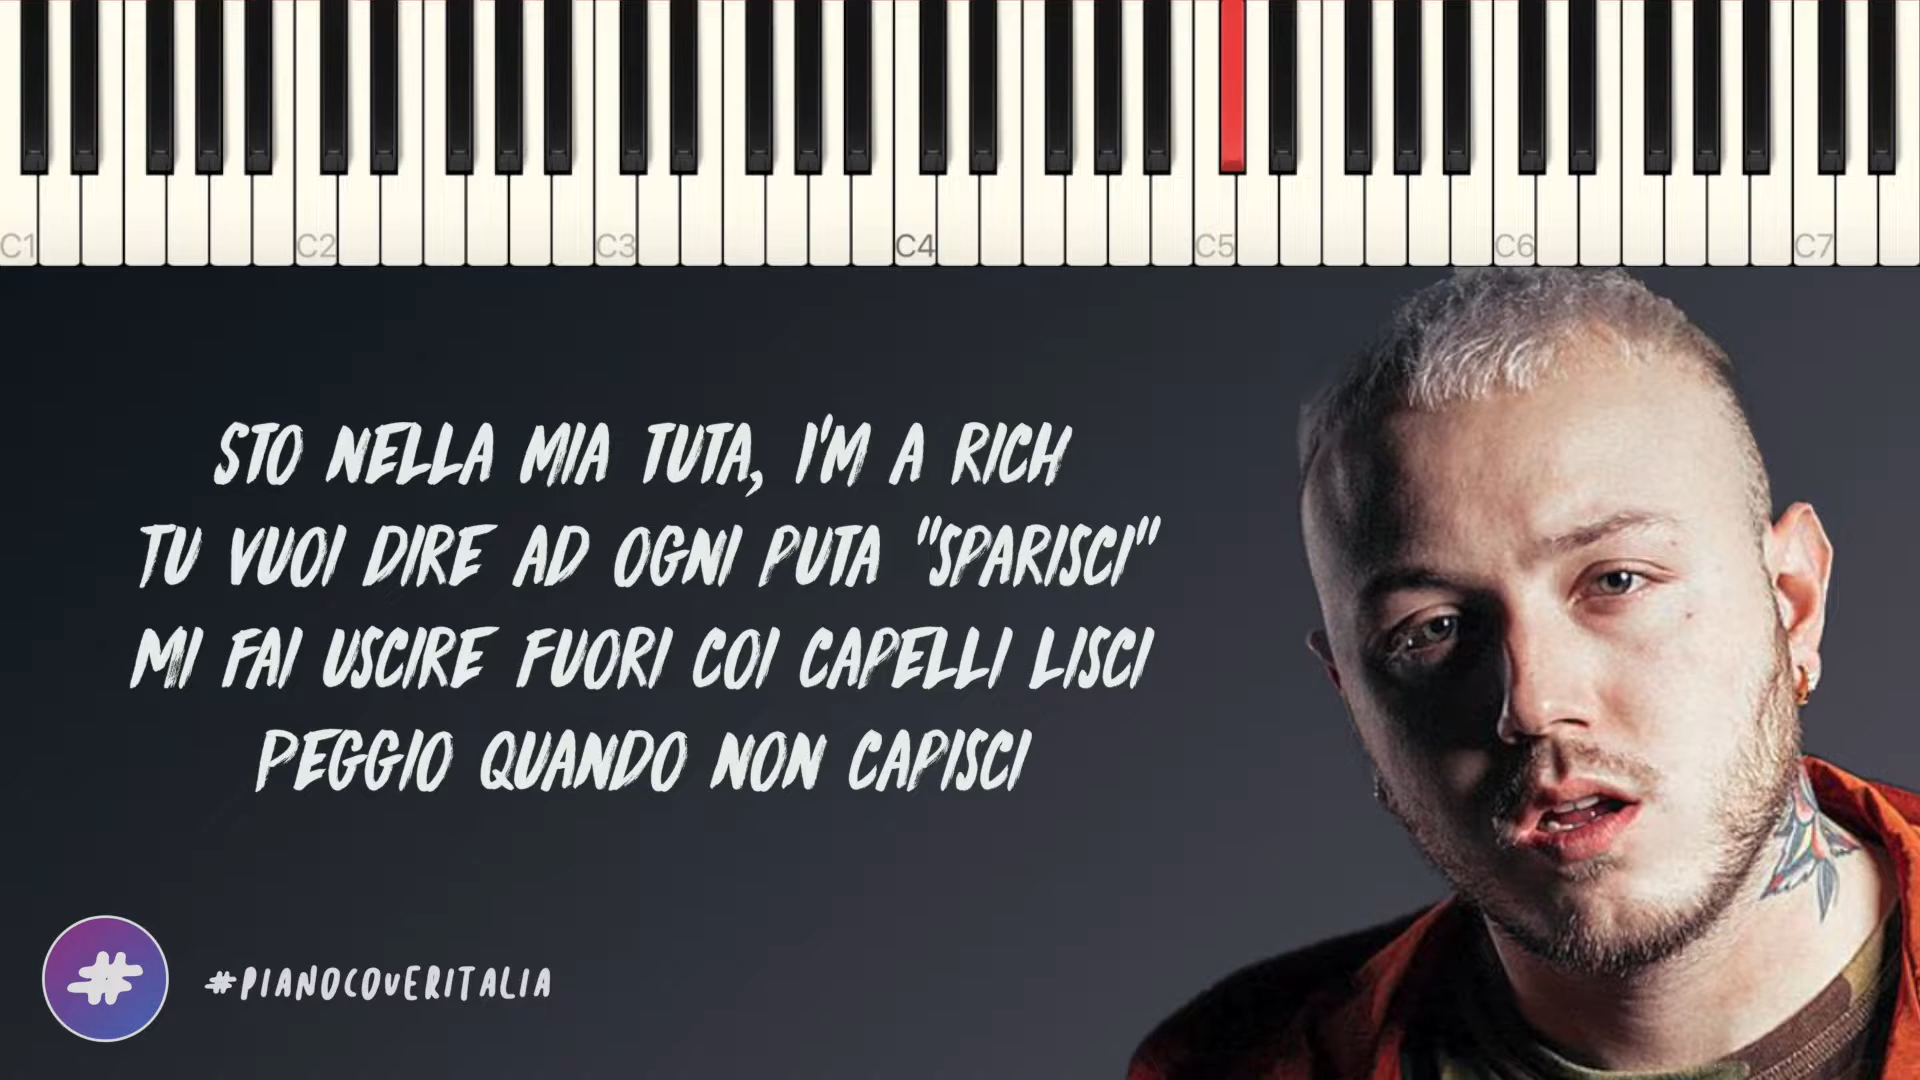 C1 C2 C3 C4 C5 C6 C7
STO NELLA MIA TUTA, I'M A RICH
TU VUOI DIRE AD OGNI PUTA "SPARISCI"
MI FAI USCIRE FUORI COI CAPELLI LISCI
PEGGIO QUANDO NON CAPISCI
#
#PIANOCOVERITALIA